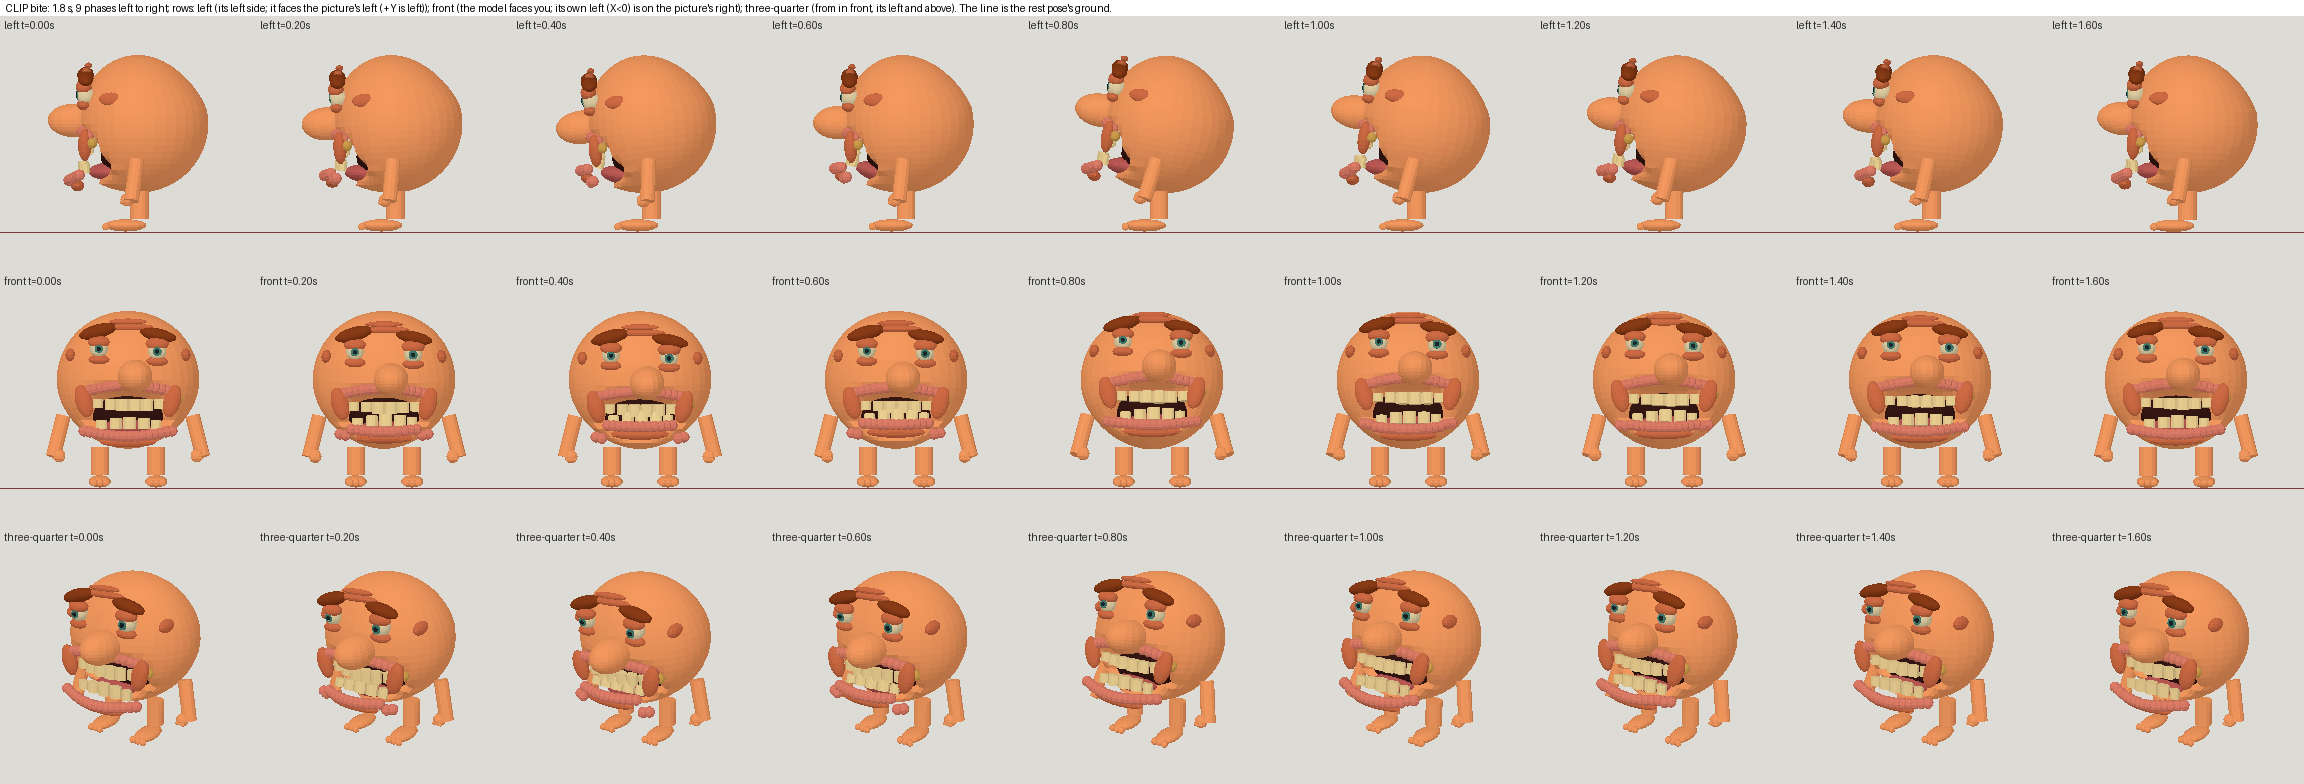 CLIP bite: 1.8 s, 9 phases left to right; rows: left (its left side; it faces the picture's left (+Y is left)); front (the model faces you; its own left (X<0) is on the picture's right); three-quarter (from in front, its left and above). The line is the rest pose's ground.
left t=0.00s left t=0.20s left t=0.40s left t=0.60s left t=0.80s left t=1.00s left t=1.20s left t=1.40s left t=1.60s
front t=0.00s front t=0.20s front t=0.40s front t=0.60s front t=0.80s front t=1.00s front t=1.20s front t=1.40s front t=1.60s
three-quarter t=0.00s three-quarter t=0.20s three-quarter t=0.40s three-quarter t=0.60s three-quarter t=0.80s three-quarter t=1.00s three-quarter t=1.20s three-quarter t=1.40s three-quarter t=1.60s